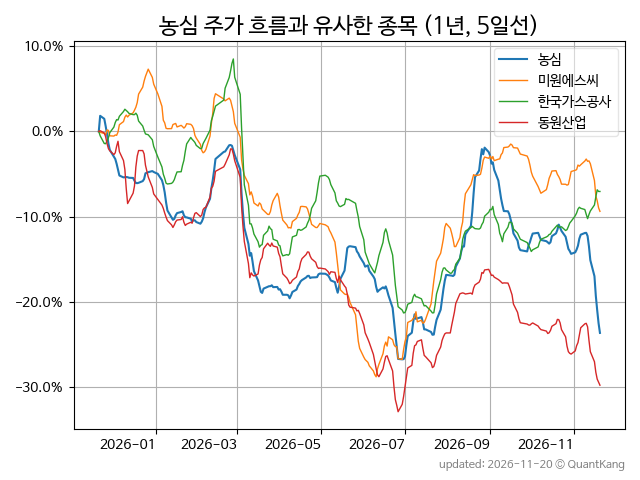 농심 주가 흐름과 유사한 종목 (1년, 5일선)
10.0%
0.0%
−10.0%
−20.0%
−30.0%
농심
미원에스씨
한국가스공사
동원산업
2026-01
2026-03
2026-05
2026-07
2026-09
2026-11
updated: 2026-11-20 © QuantKang